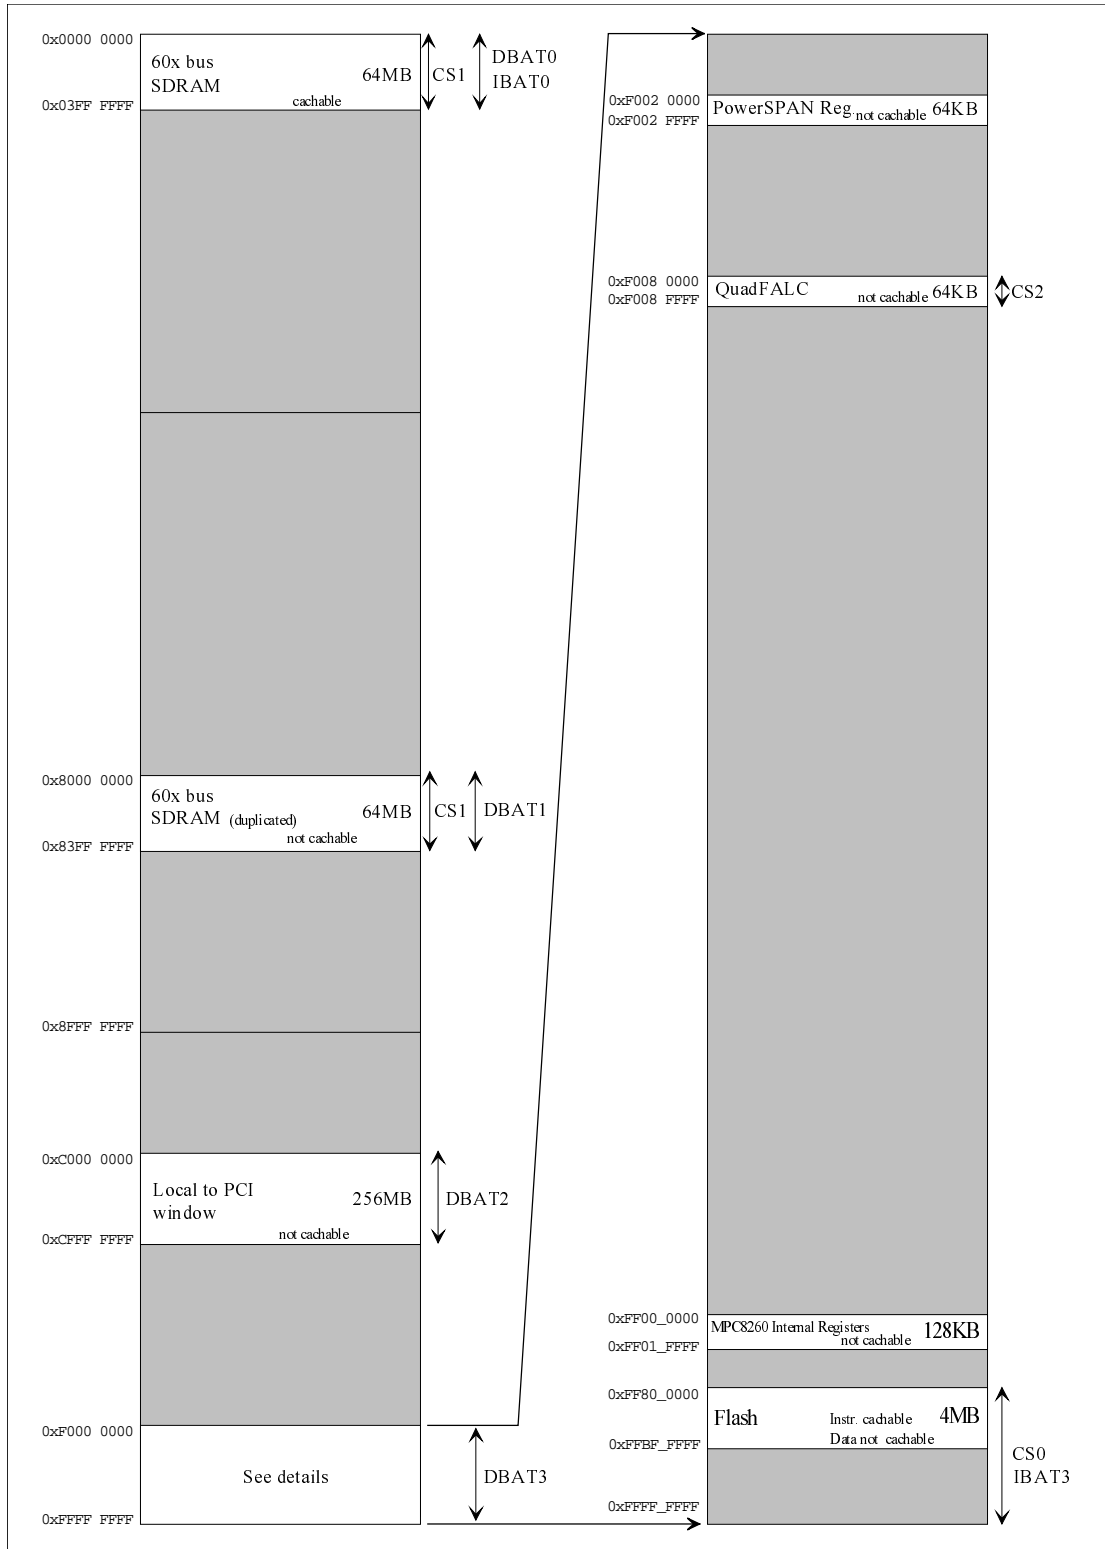 0x0000 0000
60x bus
SDRAM
64MB
cachable
CS1
DBAT0
IBAT0
0x03FF FFFF
0x8000 0000
60x bus
SDRAM (duplicated)
64MB
not cachable
CS1
DBAT1
0x83FF FFFF
0x8FFF FFFF
0xC000 0000
Local to PCI
window
256MB
not cachable
DBAT2
0xCFFF FFFF
0xF000 0000
See details
DBAT3
0xFFFF FFFF
0xF002 0000
PowerSPAN Reg. not cachable 64KB
0xF002 FFFF
0xF008 0000
QuadFALC not cachable 64KB
CS2
0xF008 FFFF
0xFF00_0000
MPC8260 Internal Registers
not cachable
128KB
0xFF01_FFFF
0xFF80_0000
Flash
Instr. cachable
Data not cachable
4MB
0xFFBF_FFFF
CS0
IBAT3
0xFFFF_FFFF